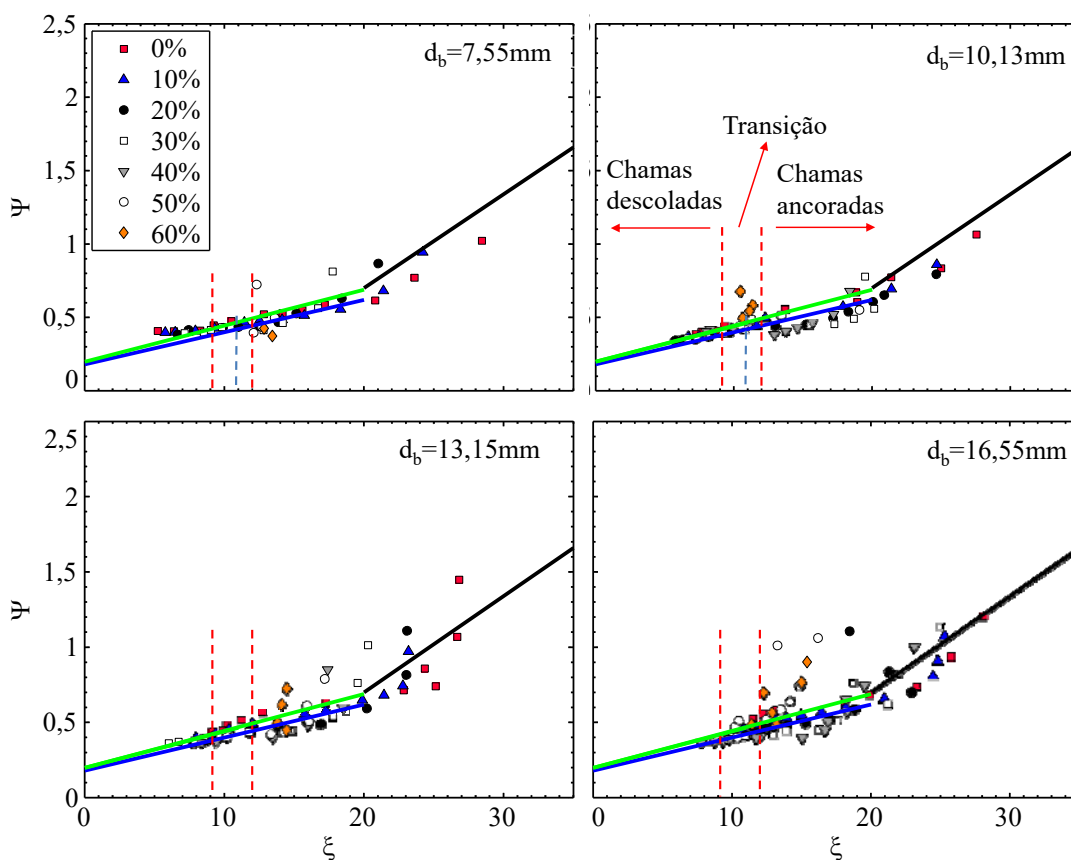 2,5
2
1,5
1
0,5
0
Ψ
0%
10%
20%
30%
40%
50%
60%
d_b=7,55mm
d_b=10,13mm
Transição
Chamas
descoladas
Chamas
ancoradas
2,5
2
1,5
1
0,5
0
Ψ
d_b=13,15mm
0 10 20 30
ξ
d_b=16,55mm
0 10 20 30
ξ